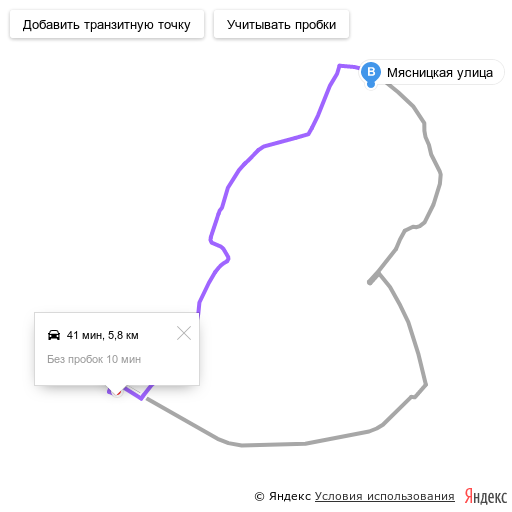 Добавить транзитную точку
Учитывать пробки
B
Мясницкая улица
41 мин, 5,8 км
Без пробок 10 мин
© Яндекс Условия использования Яндекс